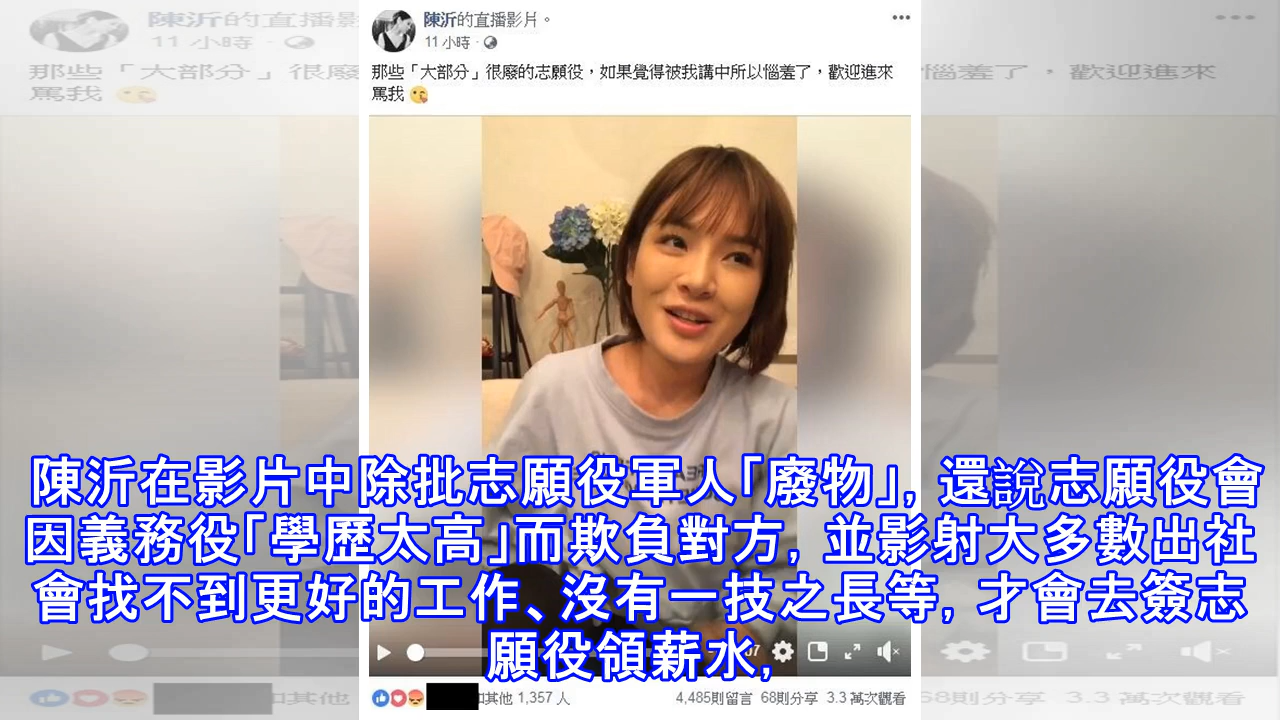 陳沂的直播影片。
11 小時
那些「大部分」很廢的志願役，如果覺得被我講中所以惱羞了，歡迎進來
罵我
陳沂在影片中除批志願役軍人「廢物」, 還說志願役會
因義務役「學歷太高」而欺負對方, 並影射大多數出社
會找不到更好的工作、沒有一技之長等, 才會去簽志
願役領薪水,
和其他 1,357 人 4,485則留言 68則分享 3.3 萬次觀看